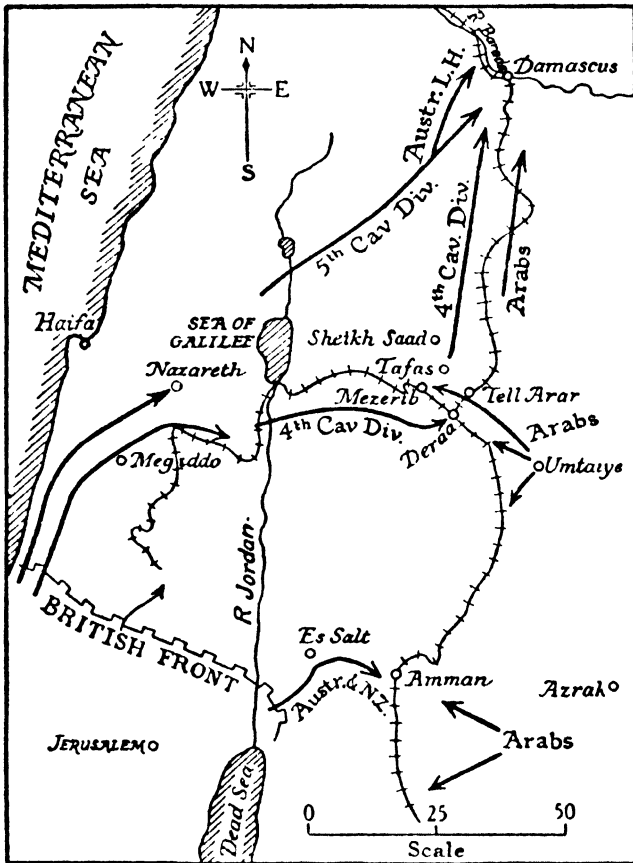 R Barada
Damascus
N
W E
S
MEDITERRANEAN
SEA
Austr. L.H.
5th Cav Div.
4th Cav. Div.
Arabs
Haifa
SEA OF
GALILEE
Sheikh Saad
Tafas
Nazareth
Mezerib
Tell Arar
4th Cav Div.
Deraa
Arabs
Megiddo
Umtaiye
R Jordan
BRITISH FRONT
Es Salt
Austr. & N.Z.
Amman
Azrak
JERUSALEM
Arabs
Dead Sea
0 25 50
Scale